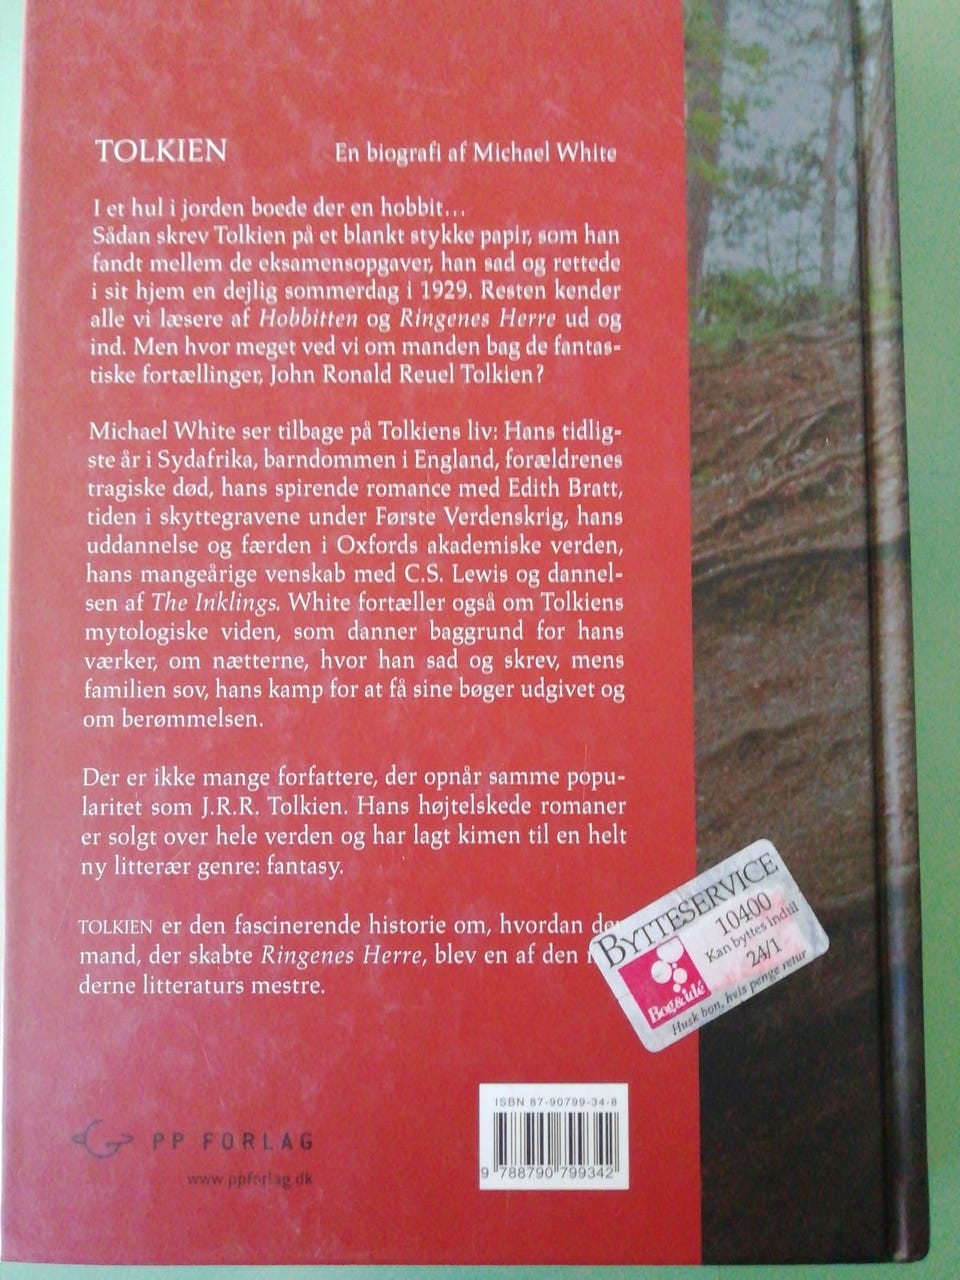 TOLKIEN En biografi af Michael White
I et hul i jorden boede der en hobbit...
Sådan skrev Tolkien på et blankt stykke papir, som han
fandt mellem de eksamensopgaver, han sad og rettede
i sit hjem en dejlig sommerdag i 1929. Resten kender
alle vi læsere af Hobbitten og Ringenes Herre ud og
ind. Men hvor meget ved vi om manden bag de fantas-
tiske fortællinger, John Ronald Reuel Tolkien?
Michael White ser tilbage på Tolkiens liv: Hans tidlig-
ste år i Sydafrika, barndommen i England, forældrenes
tragiske død, hans spirende romance med Edith Bratt,
tiden i skyttegravene under Første Verdenskrig, hans
uddannelse og færden i Oxfords akademiske verden,
hans mangeårige venskab med C.S. Lewis og dannel-
sen af The Inklings. White fortæller også om Tolkiens
mytologiske viden, som danner baggrund for hans
værker, om nætterne, hvor han sad og skrev, mens
familien sov, hans kamp for at få sine bøger udgivet og
om berømmelsen.
Der er ikke mange forfattere, der opnår samme popu-
laritet som J.R.R. Tolkien. Hans højtelskede romaner
er solgt over hele verden og har lagt kimen til en helt
ny litterær genre: fantasy.
TOLKIEN er den fascinerende historie om, hvordan
mand, der skabte Ringenes Herre, blev en af den
derne litteraturs mestre.
BYTTESERVICE
10400
Kan byttes indtil
24/1
Bog&idé
Husk bon, hvis penge retur
ISBN 87-90799-34-8
9 788790 799342
PP FORLAG
www.ppforlag.dk